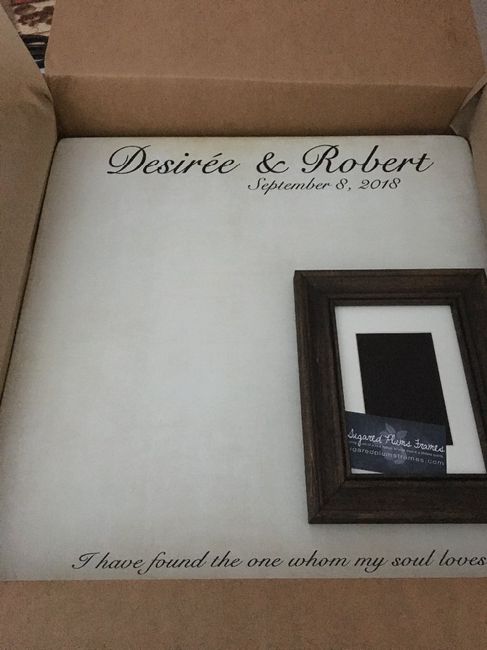 Desirée & Robert
September 8, 2018
Sugared Plums Frames
I have found the one whom my soul loves